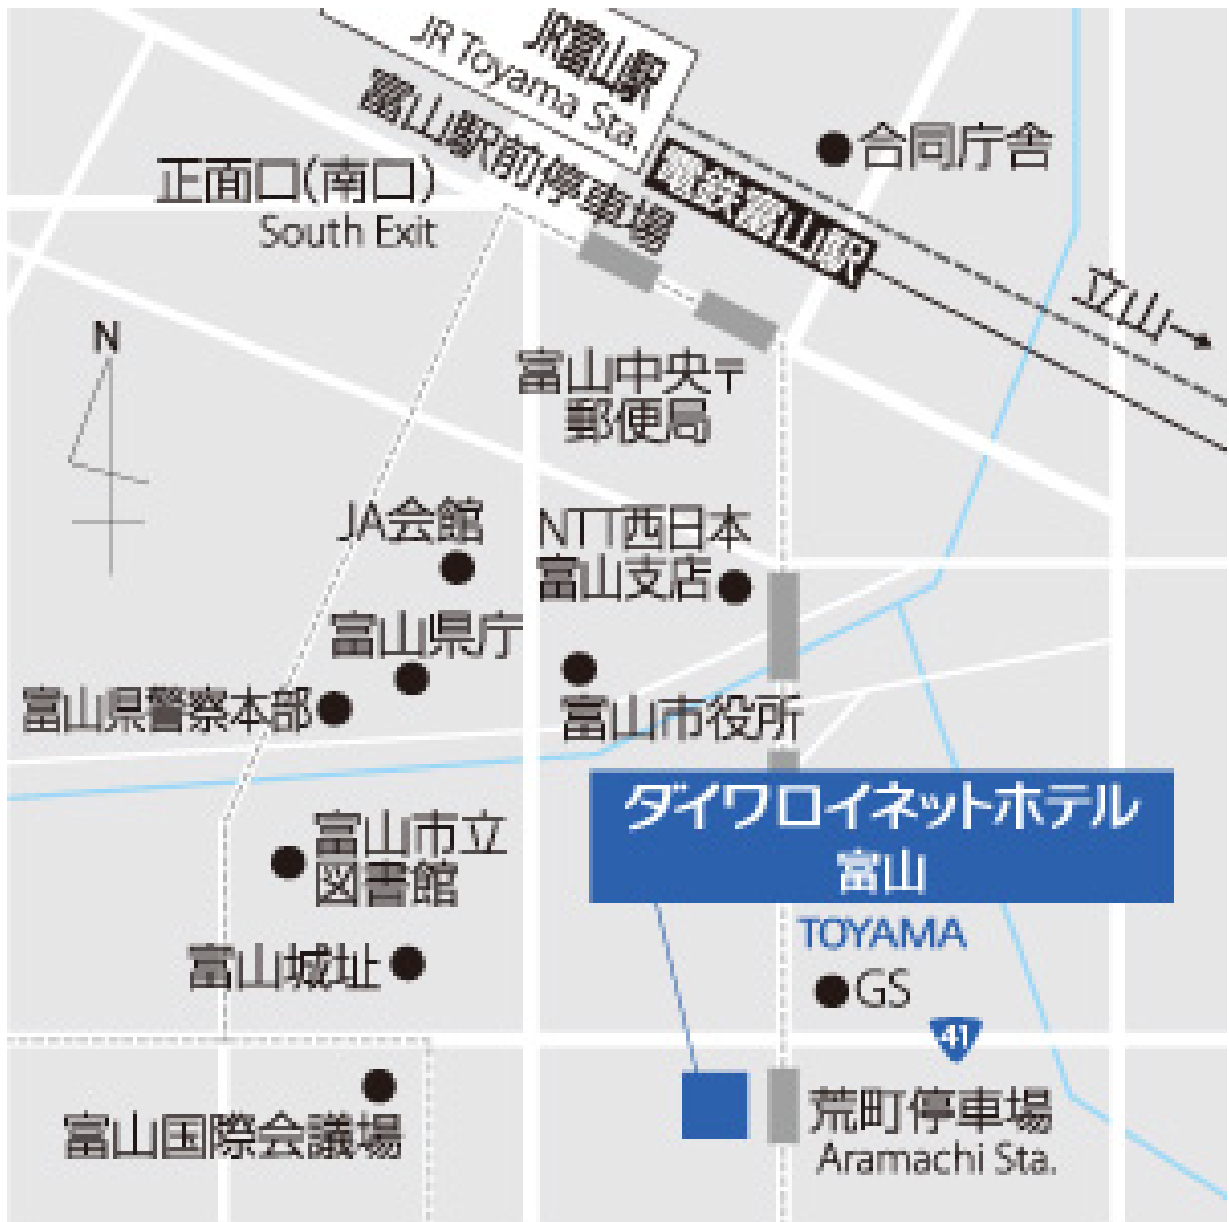 JR富山駅
JR Toyama Sta.
富山駅前停車場
正面口(南口)
South Exit
電鉄富山駅
合同庁舎
立山→
N
富山中央〒
郵便局
JA会館
NTT西日本
富山支店
富山県庁
富山県警察本部
富山市役所
ダイワロイネットホテル
富山
富山市立
図書館
TOYAMA
富山城址
GS
41
富山国際会議場
荒町停車場
Aramachi Sta.